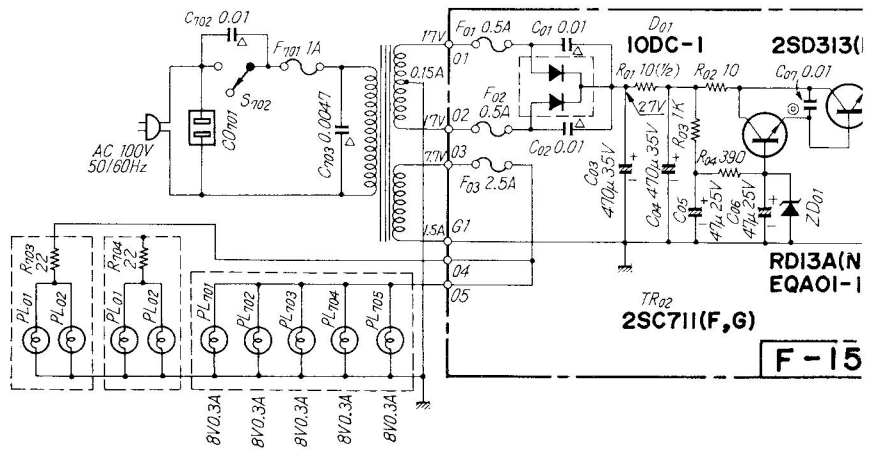 C702 0.01
F701 1A
S702
CO701
AC 100V
50/60Hz
C703 0.0047
17V
01
0.15A
17V
02
7.7V
03
1.5A
G1
04
05
F01 0.5A
F02
0.5A
F03 2.5A
C01 0.01
C02 0.01
D01
10DC-1
2SD313(
R01 10(½)
R02 10
C07 0.01
27V
R03 1K
R04 390
C03
470μ 35V
C04 470μ 35V
C05
47μ 25V
C06
47μ 25V
ZD01
RD13A(N
EQA01-1
TR02
2SC711(F,G)
F-15
R703
22
R704
22
PL01
PL02
PL01
PL02
PL701
PL702
PL703
PL704
PL705
8V0.3A
8V0.3A
8V0.3A
8V0.3A
8V0.3A